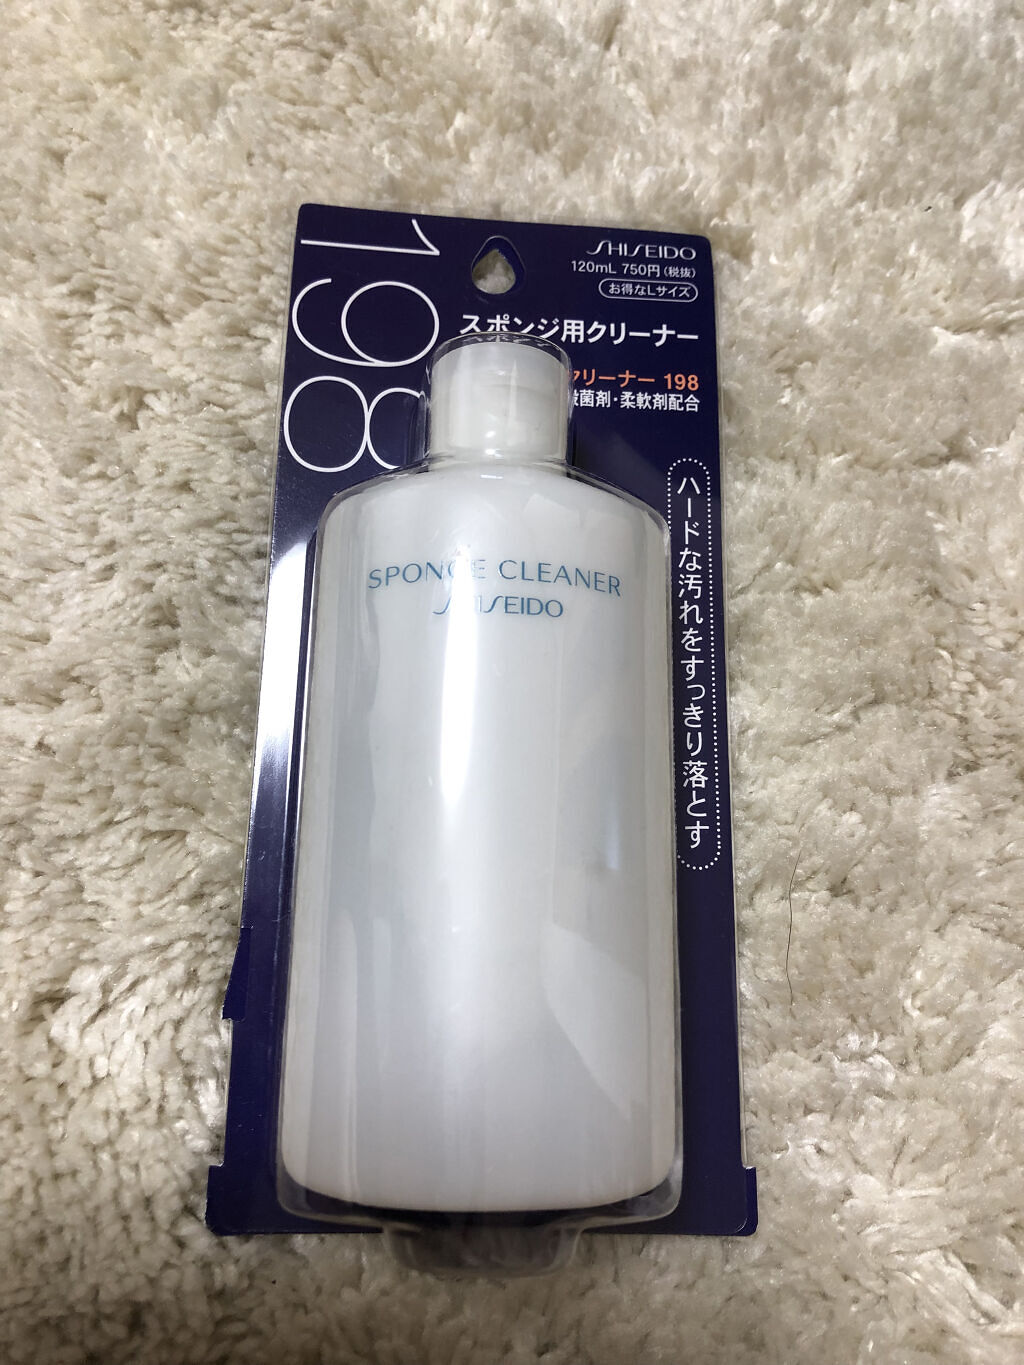 198
SHISEIDO
120mL 750円(税抜)
お得なLサイズ
スポンジ用クリーナー
クリーナー 198
菌剤・柔軟剤配合
ハードな汚れをすっきり落とす
SPONGE CLEANER
SHISEIDO